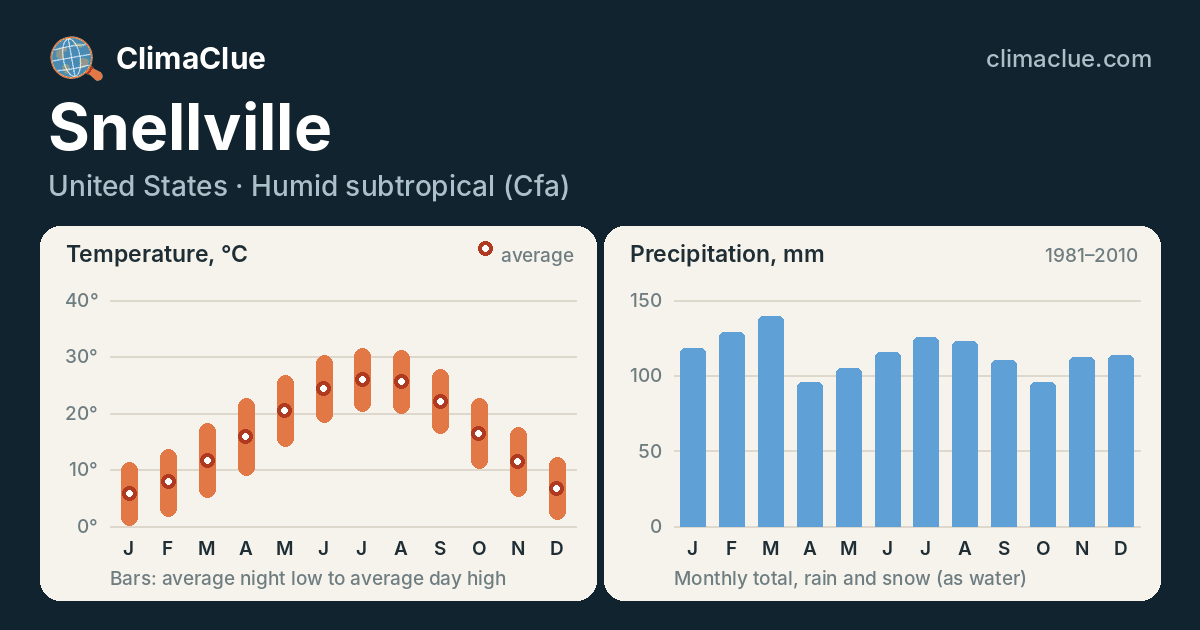 ClimaClue
climaclue.com
Snellville
United States · Humid subtropical (Cfa)
Temperature, °C
average
40°
30°
20°
10°
0°
J F M A M J J A S O N D
Bars: average night low to average day high
Precipitation, mm
1981–2010
150
100
50
0
J F M A M J J A S O N D
Monthly total, rain and snow (as water)